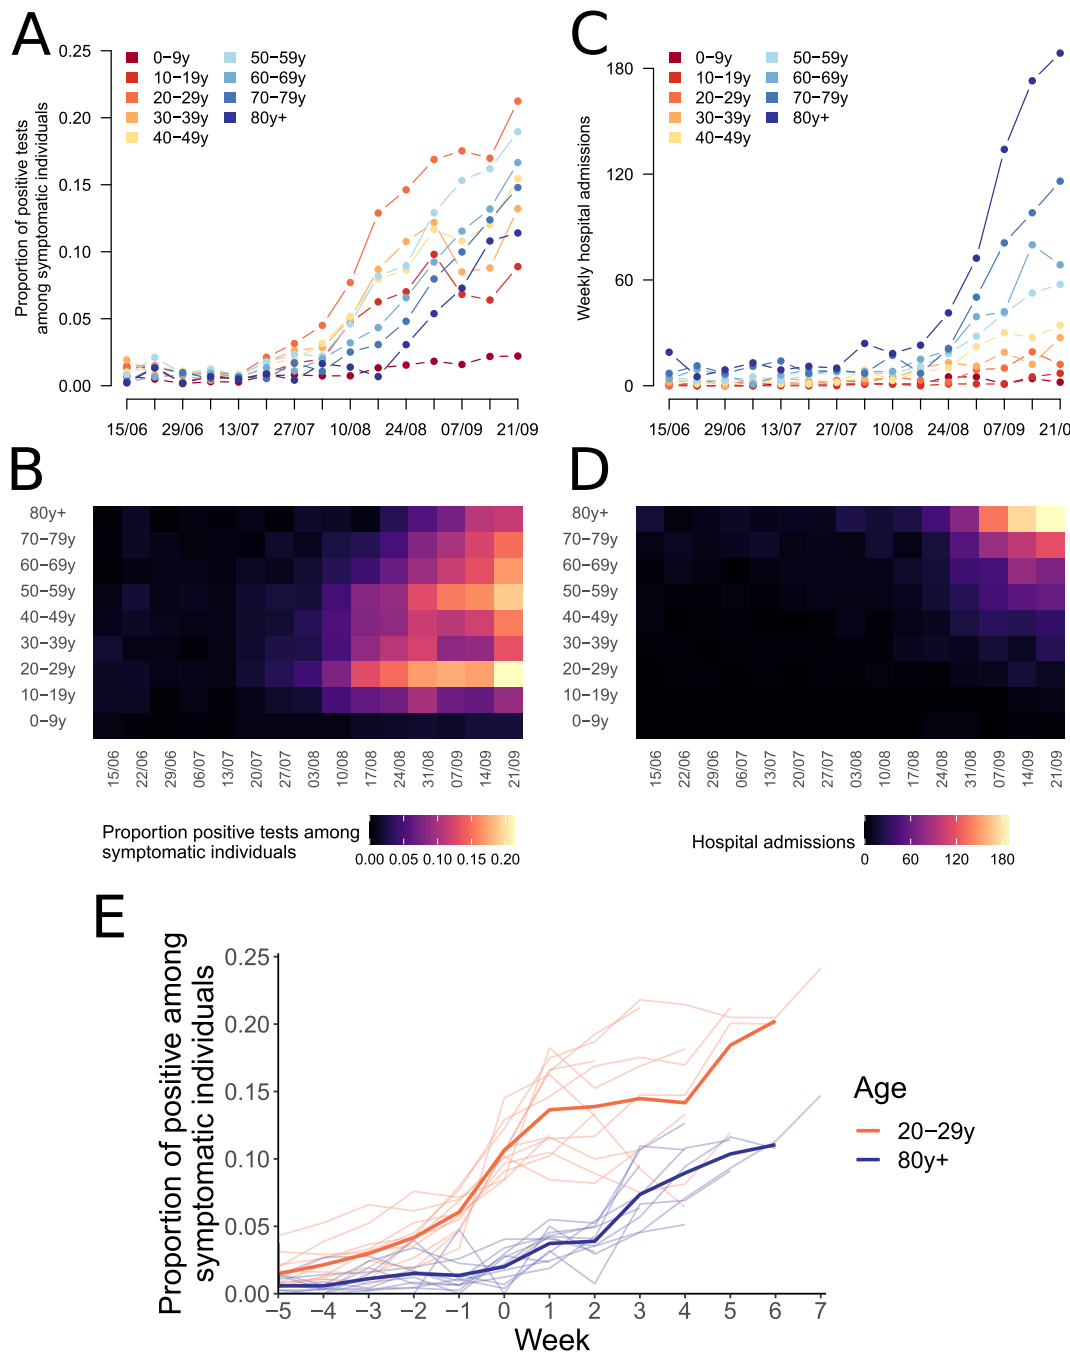 A
Proportion of positive tests
among symptomatic individuals
0.25
0.20
0.15
0.10
0.05
0.00
0−9y
10−19y
20−29y
30−39y
40−49y
50−59y
60−69y
70−79y
80y+
15/06 29/06 13/07 27/07 10/08 24/08 07/09 21/09
C
Weekly hospital admissions
180
120
60
0
0−9y
10−19y
20−29y
30−39y
40−49y
50−59y
60−69y
70−79y
80y+
15/06 29/06 13/07 27/07 10/08 24/08 07/09 21/0
B
80y+
70−79y
60−69y
50−59y
40−49y
30−39y
20−29y
10−19y
0−9y
15/06 22/06 29/06 06/07 13/07 20/07 27/07 03/08 10/08 17/08 24/08 31/08 07/09 14/09 21/09
Proportion positive tests among
symptomatic individuals
0.00 0.05 0.10 0.15 0.20
D
80y+
70−79y
60−69y
50−59y
40−49y
30−39y
20−29y
10−19y
0−9y
15/06 22/06 29/06 06/07 13/07 20/07 27/07 03/08 10/08 17/08 24/08 31/08 07/09 14/09 21/09
Hospital admissions
0 60 120 180
E
Proportion of positive among
symptomatic individuals
0.25
0.20
0.15
0.10
0.05
0.00
−5 −4 −3 −2 −1 0 1 2 3 4 5 6 7
Week
Age
20−29y
80y+